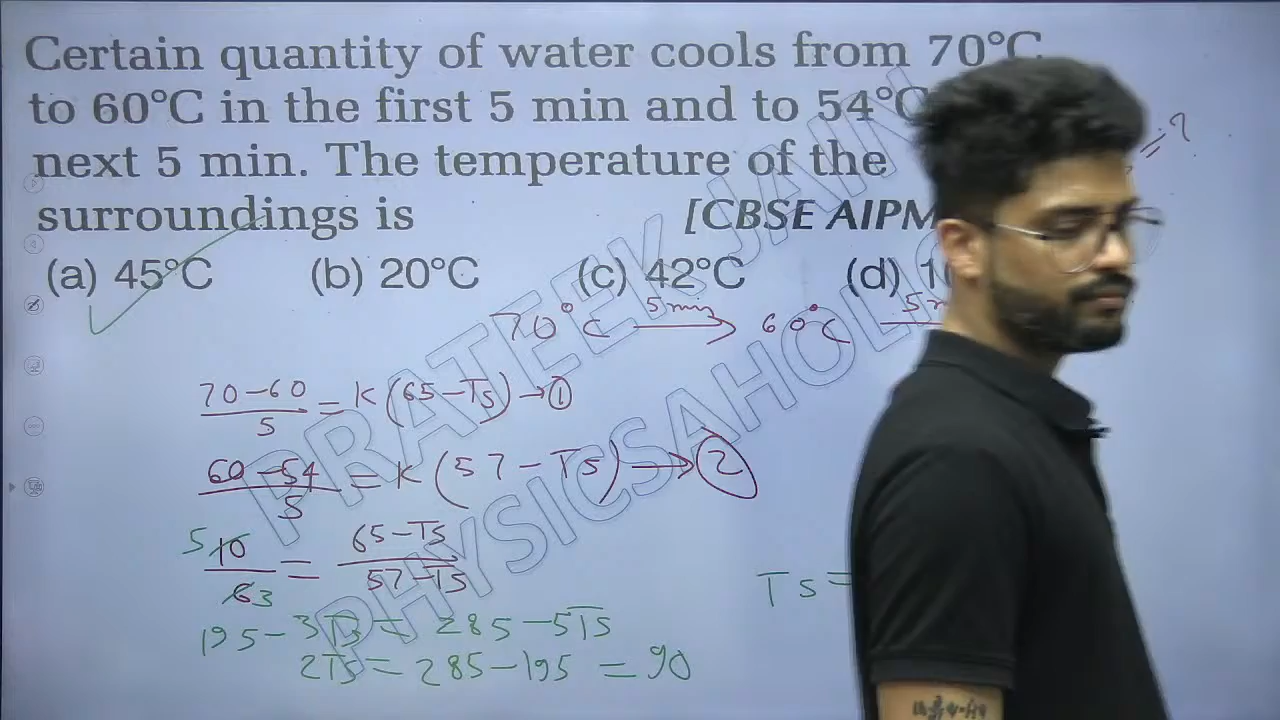 Certain quantity of water cools from 70°C
to 60°C in the first 5 min and to 54°C
next 5 min. The temperature of the
surroundings is [CBSE AIPM
(a) 45°C (b) 20°C (c) 42°C (d) 1
= ?
70°C 5 min 60°C 5 m
70-60/5 = K(65-Ts) → ①
60-54/5 = K(57-Ts) → ②
5 10/6 3 = 65-Ts/57-Ts
Ts =
195-3Ts = 285-5Ts
2Ts = 285-195 = 90
PRATEEK JAIN
PHYSICSAHOLIC